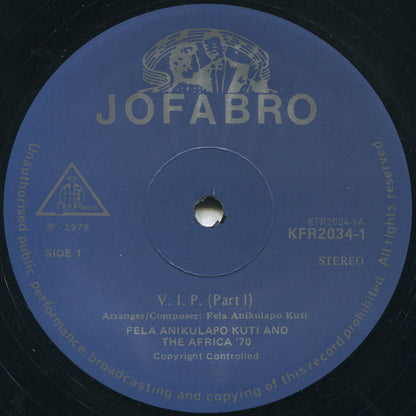 JOFABRO
℗ 1979
SIDE 1
KFR2034-1A
KFR2034-1
STEREO
V. I. P. (Part 1)
Arranger/Composer: Fela Anikulapo Kuti
FELA ANIKULAPO KUTI AND
THE AFRICA '70
Copyright Controlled
Unauthorised public performance, broadcasting and copying of this record prohibited. All rights reserved